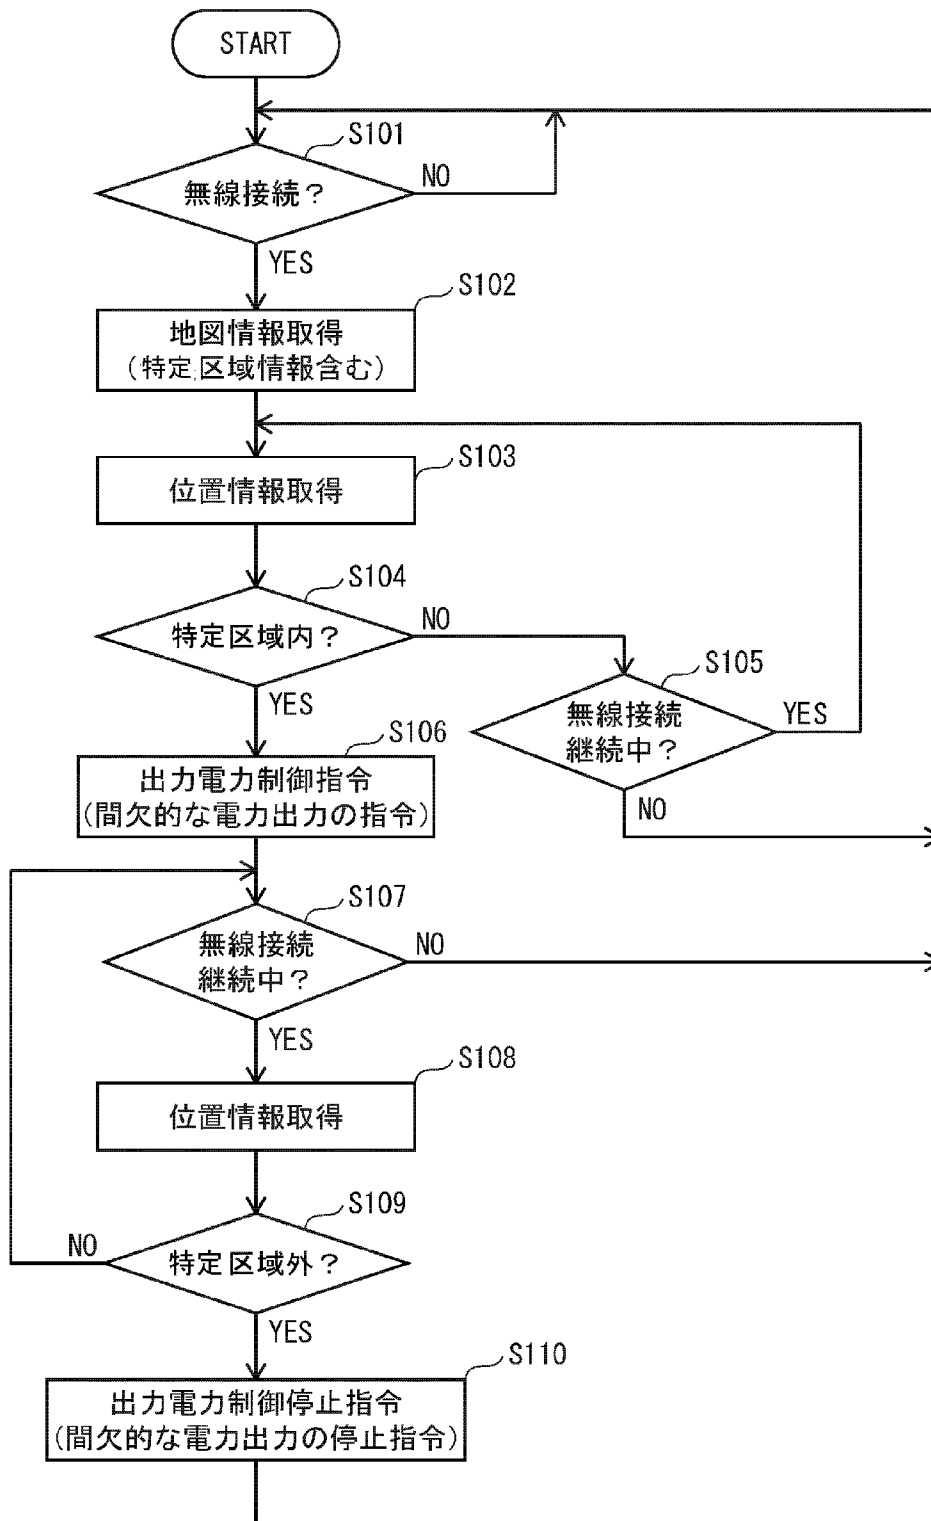 START
S101
無線接続？
NO
YES
S102
地図情報取得
（特定区域情報含む）
S103
位置情報取得
S104
特定区域内？
NO
YES
S105
無線接続
継続中？
YES
NO
S106
出力電力制御指令
(間欠的な電力出力の指令)
S107
無線接続
継続中？
NO
YES
S108
位置情報取得
S109
特定区域外？
NO
YES
S110
出力電力制御停止指令
(間欠的な電力出力の停止指令)